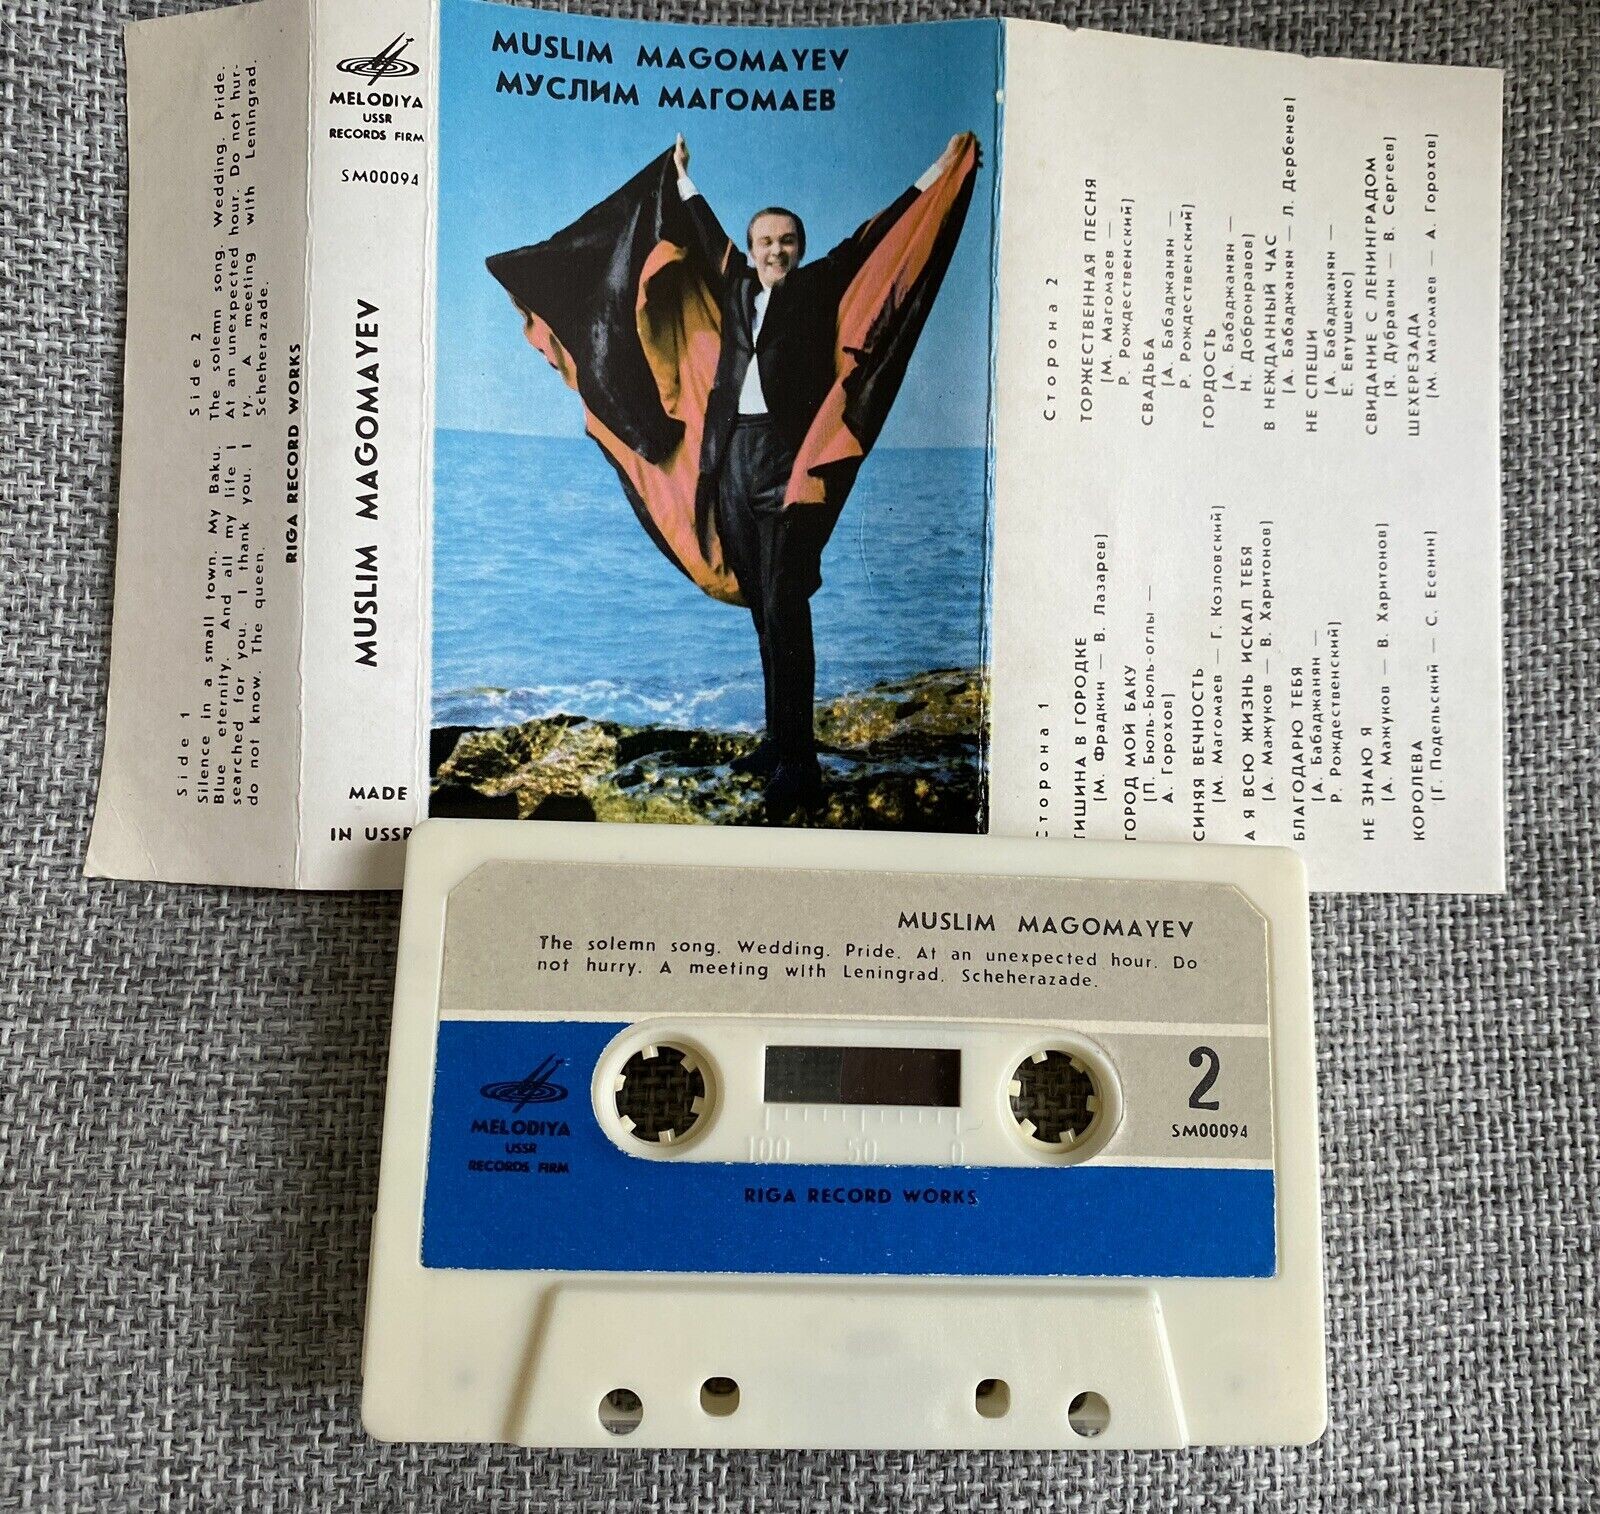 Side 1
Silence in a small town. My Baku.
Blue eternity. And all my life I
searched for you. I thank you. I
do not know. The queen.
Side 2
The solemn song. Wedding. Pride.
At an unexpected hour. Do not hur-
ry. A meeting with Leningrad.
Scheherazade.
RIGA RECORD WORKS
MELODIYA
USSR
RECORDS FIRM
SM00094
MUSLIM MAGOMAYEV
MADE
IN USSR
MUSLIM MAGOMAYEV
МУСЛИМ МАГОМАЕВ
Сторона 1
ТИШИНА В ГОРОДКЕ
(М. Фрадкин — В. Лазарев)
ГОРОД МОЙ БАКУ
(П. Бюль-Бюль-оглы —
А. Горохов)
СИНЯЯ ВЕЧНОСТЬ
(М. Магомаев — Г. Козловский)
А Я ВСЮ ЖИЗНЬ ИСКАЛ ТЕБЯ
(А. Мажуков — В. Харитонов)
БЛАГОДАРЮ ТЕБЯ
(А. Бабаджанян —
Р. Рождественский)
НЕ ЗНАЮ Я
(А. Мажуков — В. Харитонов)
КОРОЛЕВА
(Г. Подельский — С. Есенин)
Сторона 2
ТОРЖЕСТВЕННАЯ ПЕСНЯ
(М. Магомаев —
Р. Рождественский)
СВАДЬБА
(А. Бабаджанян —
Р. Рождественский)
ГОРДОСТЬ
(А. Бабаджанян —
Н. Добронравов)
В НЕЖДАННЫЙ ЧАС
(А. Бабаджанян — Л. Дербенев)
НЕ СПЕШИ
(А. Бабаджанян —
Е. Евтушенко)
СВИДАНИЕ С ЛЕНИНГРАДОМ
(Я. Дубравин — В. Сергеев)
ШЕХЕРЕЗАДА
(М. Магомаев — А. Горохов)
MUSLIM MAGOMAYEV
The solemn song. Wedding. Pride. At an unexpected hour. Do
not hurry. A meeting with Leningrad. Scheherazade.
MELODIYA
USSR
RECORDS FIRM
100 50 0
2
SM00094
RIGA RECORD WORKS